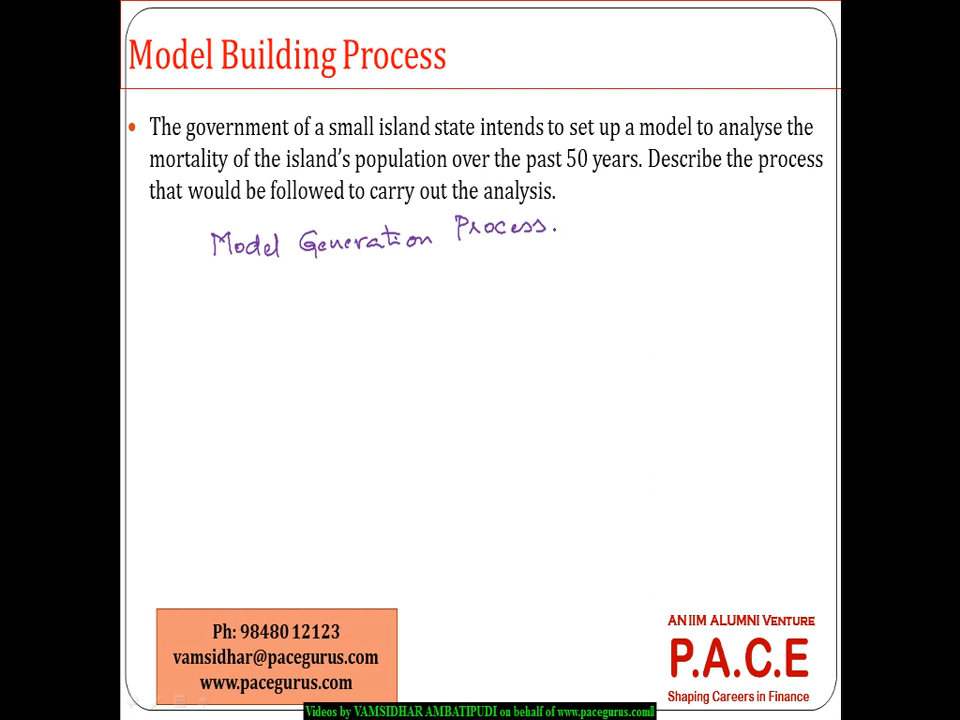 Model Building Process
• The government of a small island state intends to set up a model to analyse the
mortality of the island's population over the past 50 years. Describe the process
that would be followed to carry out the analysis.
Model Generation Process.
Ph: 98480 12123
vamsidhar@pacegurus.com
www.pacegurus.com
AN IIM ALUMNI VENTURE
P.A.C.E
Shaping Careers in Finance
Videos by VAMSIDHAR AMBATIPUDI on behalf of www.pacegurus.com